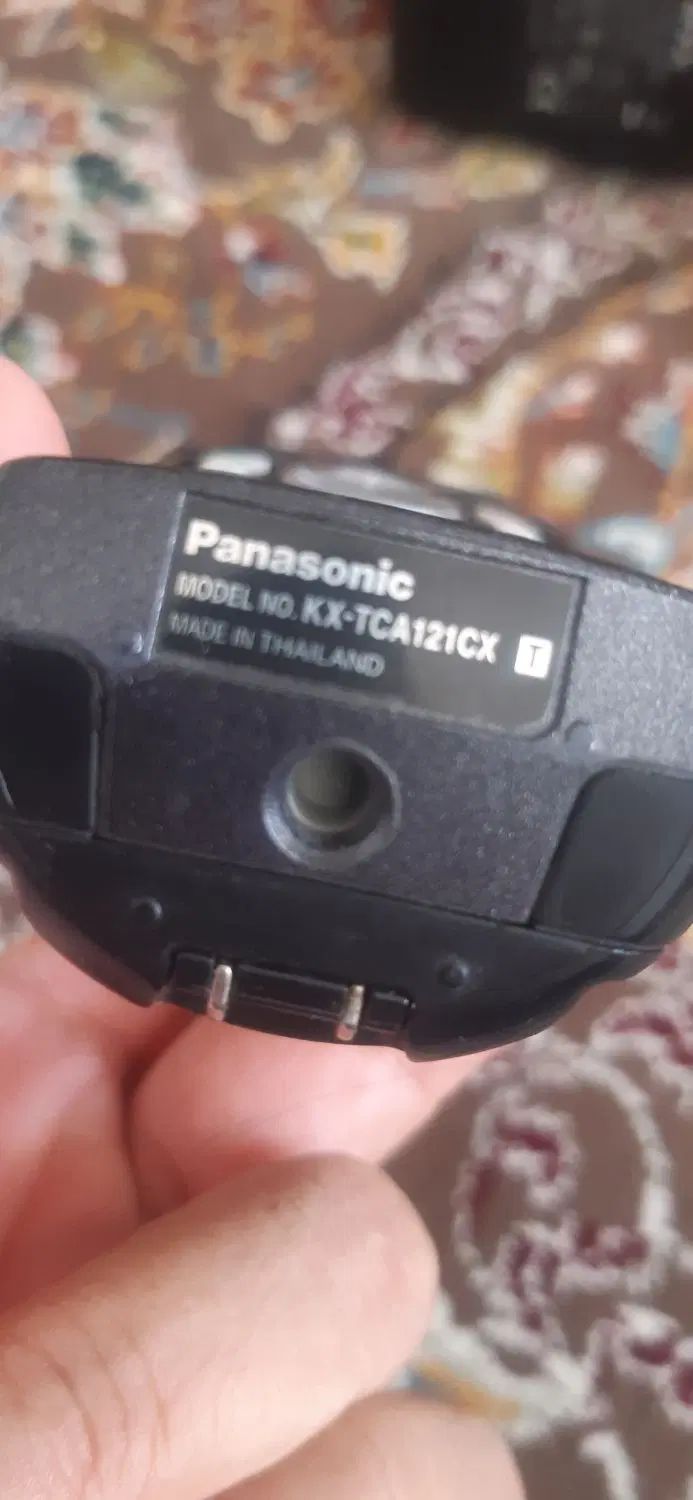 Panasonic
MODEL NO. KX-TCA121CX T
MADE IN THAILAND